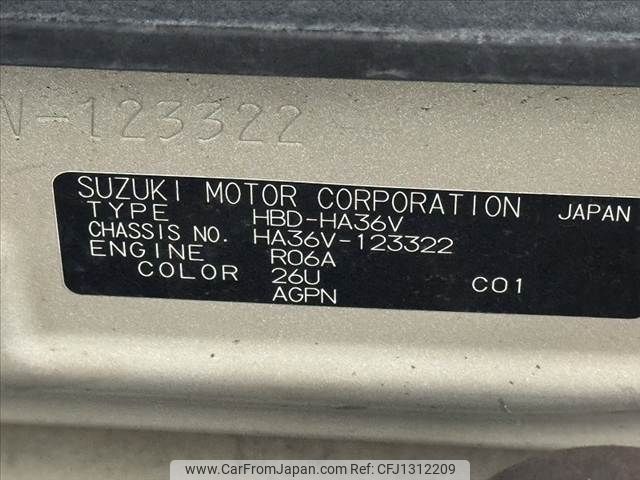 V-123322
SUZUKI MOTOR CORPORATION JAPAN
TYPE HBD-HA36V
CHASSIS NO. HA36V-123322
ENGINE R06A
COLOR 26U C01
AGPN
www.CarFromJapan.com - CFJ1312209